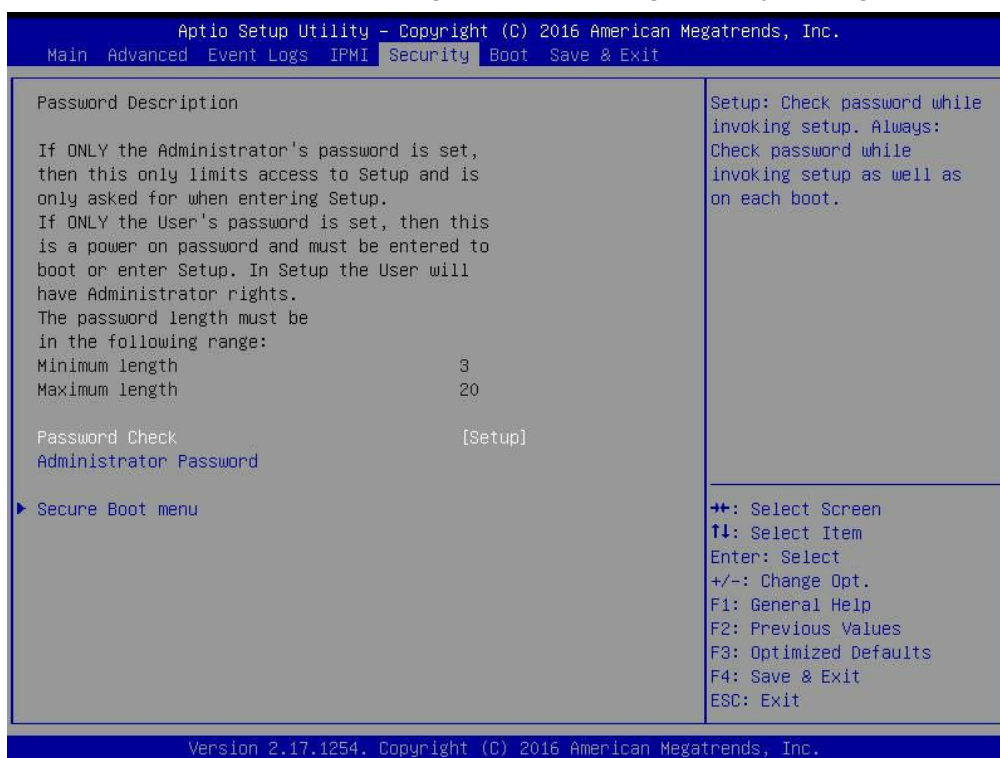 Aptio Setup Utility – Copyright (C) 2016 American Megatrends, Inc.
Main Advanced Event Logs IPMI Security Boot Save & Exit
Password Description
If ONLY the Administrator's password is set,
then this only limits access to Setup and is
only asked for when entering Setup.
If ONLY the User's password is set, then this
is a power on password and must be entered to
boot or enter Setup. In Setup the User will
have Administrator rights.
The password length must be
in the following range:
Minimum length 3
Maximum length 20
Password Check [Setup]
Administrator Password
Secure Boot menu
Setup: Check password while
invoking setup. Always:
Check password while
invoking setup as well as
on each boot.
→←: Select Screen
↑↓: Select Item
Enter: Select
+/-: Change Opt.
F1: General Help
F2: Previous Values
F3: Optimized Defaults
F4: Save & Exit
ESC: Exit
Version 2.17.1254. Copyright (C) 2016 American Megatrends, Inc.